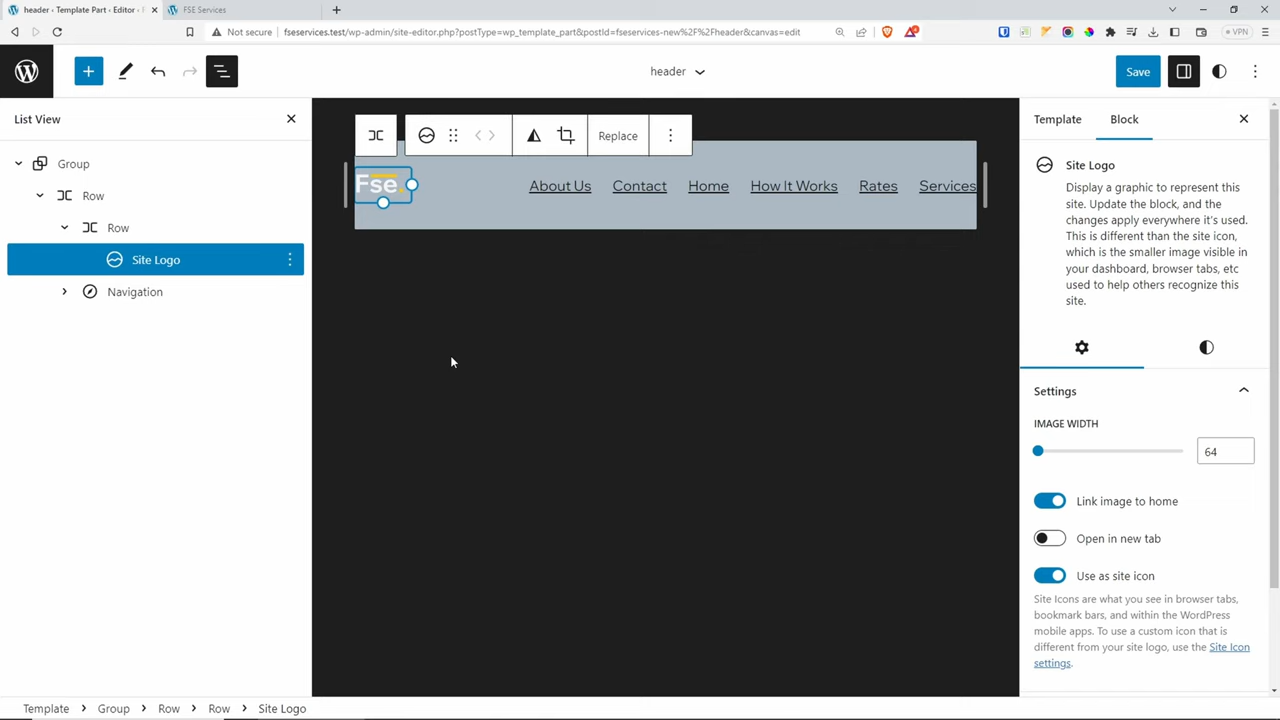 header ‹ Template Part ‹ Editor ‹
FSE Services
Not secure
fseservices.test/wp-admin/site-editor.php?postType=wp_template_part&postId=fseservices-new%2F%2Fheader&canvas=edit
VPN
header
Save
List View
Group
Row
Row
Site Logo
Navigation
Replace
Fse.
About Us
Contact
Home
How It Works
Rates
Services
Template
Block
Site Logo
Display a graphic to represent this
site. Update the block, and the
changes apply everywhere it's used.
This is different than the site icon,
which is the smaller image visible in
your dashboard, browser tabs, etc
used to help others recognize this
site.
Settings
IMAGE WIDTH
64
Link image to home
Open in new tab
Use as site icon
Site Icons are what you see in browser tabs,
bookmark bars, and within the WordPress
mobile apps. To use a custom icon that is
different from your site logo, use the Site Icon
settings.
Template
Group
Row
Row
Site Logo